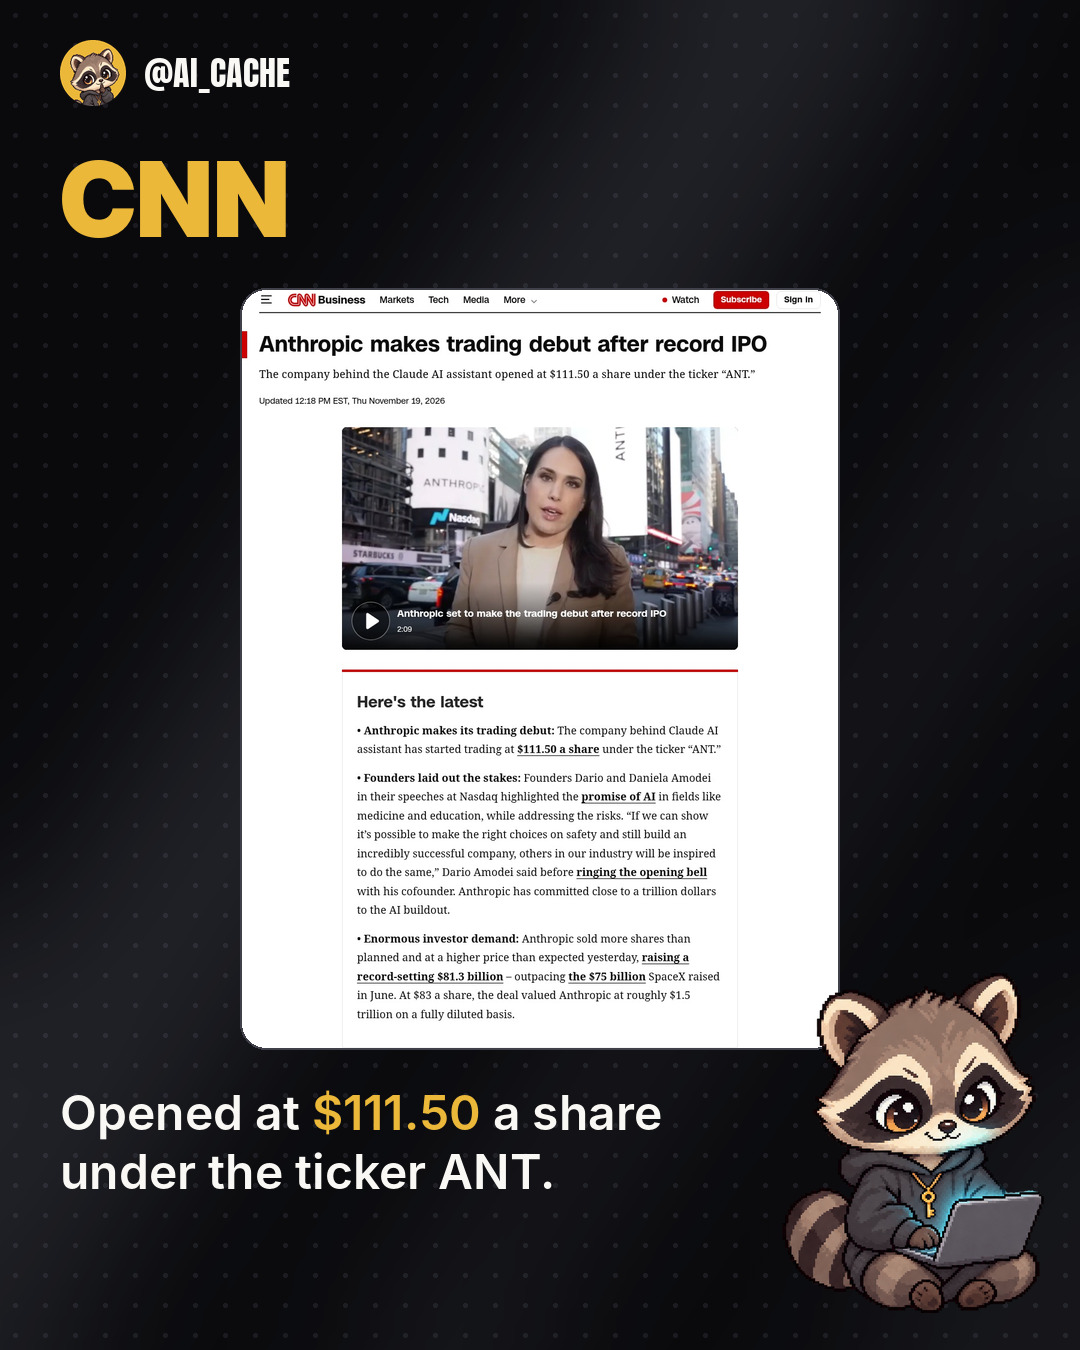 @AI_CACHE
CNN
CNN Business Markets Tech Media More Watch Subscribe Sign In
Anthropic makes trading debut after record IPO
The company behind the Claude AI assistant opened at $111.50 a share under the ticker “ANT.”
Updated 12:18 PM EST, Thu November 19, 2026
ANTI
ANTHROP
Nasdaq
STARBUCKS
Anthropic set to make the trading debut after record IPO
2:09
Here's the latest
• Anthropic makes its trading debut: The company behind Claude AI
assistant has started trading at $111.50 a share under the ticker “ANT.”
• Founders laid out the stakes: Founders Dario and Daniela Amodei
in their speeches at Nasdaq highlighted the promise of AI in fields like
medicine and education, while addressing the risks. “If we can show
it’s possible to make the right choices on safety and still build an
incredibly successful company, others in our industry will be inspired
to do the same,” Dario Amodei said before ringing the opening bell
with his cofounder. Anthropic has committed close to a trillion dollars
to the AI buildout.
• Enormous investor demand: Anthropic sold more shares than
planned and at a higher price than expected yesterday, raising a
record-setting $81.3 billion – outpacing the $75 billion SpaceX raised
in June. At $83 a share, the deal valued Anthropic at roughly $1.5
trillion on a fully diluted basis.
Opened at $111.50 a share
under the ticker ANT.